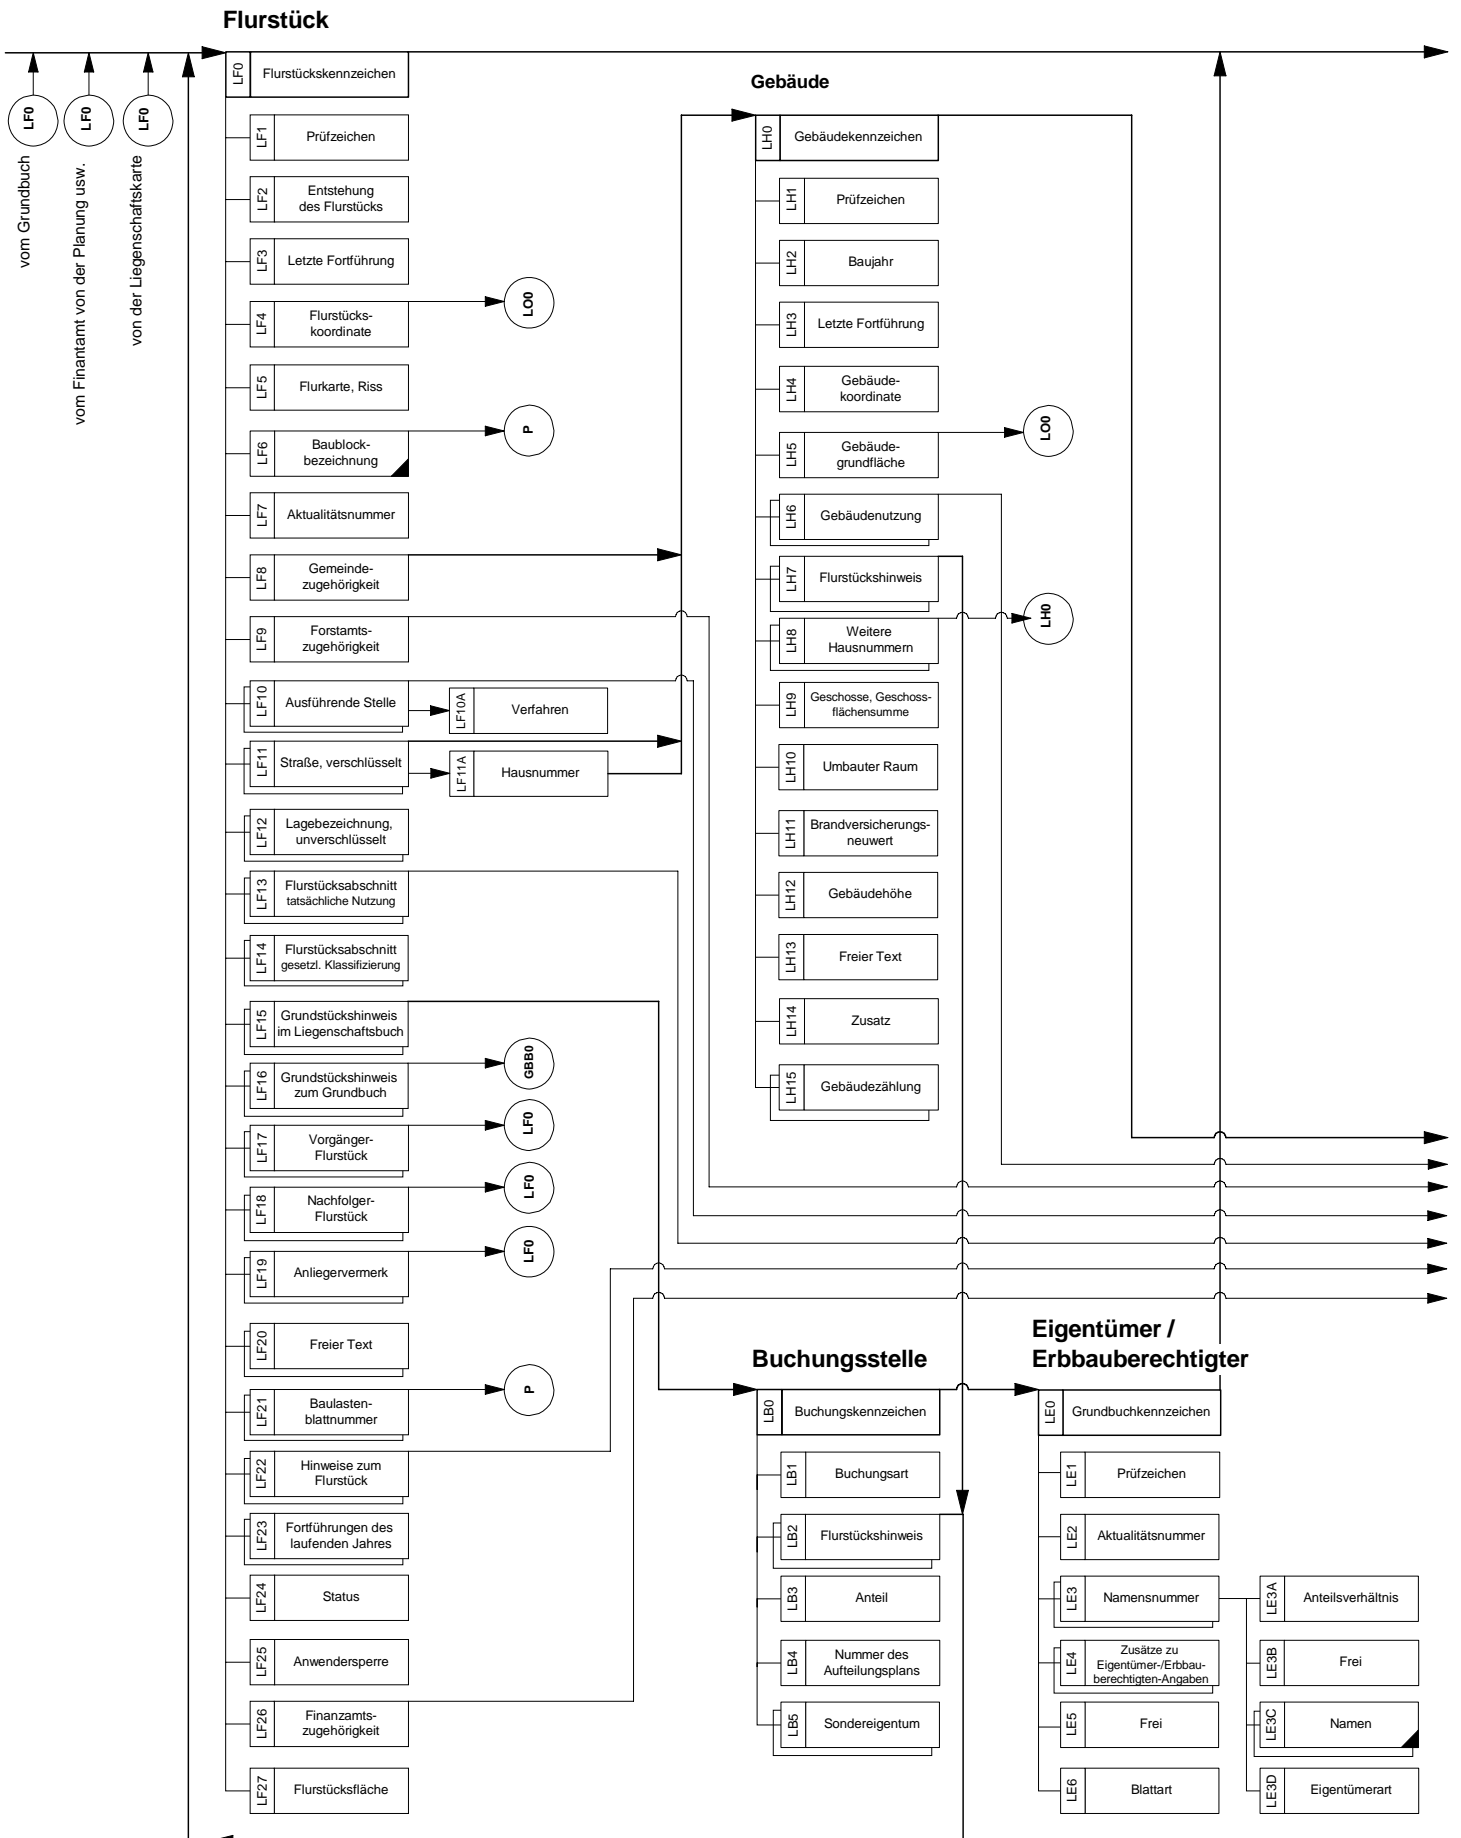 Flurstück
LF0
Flurstückskennzeichen
LF0
vom Grundbuch
LF0
vom Finantamt von der Planung usw.
LF0
von der Liegenschaftskarte
LF1
Prüfzeichen
LF2
Entstehung
des Flurstücks
LF3
Letzte Fortführung
LF4
Flurstücks-
koordinate
LO0
LF5
Flurkarte, Riss
LF6
Baublock-
bezeichnung
P
LF7
Aktualitätsnummer
LF8
Gemeinde-
zugehörigkeit
LF9
Forstamts-
zugehörigkeit
LF10
Ausführende Stelle
LF10A
Verfahren
LF11
Straße, verschlüsselt
LF11A
Hausnummer
LF12
Lagebezeichnung,
unverschlüsselt
LF13
Flurstücksabschnitt
tatsächliche Nutzung
LF14
Flurstücksabschnitt
gesetzl. Klassifizierung
LF15
Grundstückshinweis
im Liegenschaftsbuch
LF16
Grundstückshinweis
zum Grundbuch
GBB0
LF17
Vorgänger-
Flurstück
LF0
LF18
Nachfolger-
Flurstück
LF0
LF19
Anliegervermerk
LF0
LF20
Freier Text
LF21
Baulasten-
blattnummer
P
LF22
Hinweise zum
Flurstück
LF23
Fortführungen des
laufenden Jahres
LF24
Status
LF25
Anwendersperre
LF26
Finanzamts-
zugehörigkeit
LF27
Flurstücksfläche
Gebäude
LH0
Gebäudekennzeichen
LH1
Prüfzeichen
LH2
Baujahr
LH3
Letzte Fortführung
LH4
Gebäude-
koordinate
LH5
Gebäude-
grundfläche
LO0
LH6
Gebäudenutzung
LH7
Flurstückshinweis
LH8
Weitere
Hausnummern
LH0
LH9
Geschosse, Geschoss-
flächensumme
LH10
Umbauter Raum
LH11
Brandversicherungs-
neuwert
LH12
Gebäudehöhe
LH13
Freier Text
LH14
Zusatz
LH15
Gebäudezählung
Buchungsstelle
LB0
Buchungskennzeichen
LB1
Buchungsart
LB2
Flurstückshinweis
LB3
Anteil
LB4
Nummer des
Aufteilungsplans
LB5
Sondereigentum
Eigentümer /
Erbbauberechtigter
LE0
Grundbuchkennzeichen
LE1
Prüfzeichen
LE2
Aktualitätsnummer
LE3
Namensnummer
LE4
Zusätze zu
Eigentümer-/Erbbau-
berechtigten-Angaben
LE5
Frei
LE6
Blattart
LE3A
Anteilsverhältnis
LE3B
Frei
LE3C
Namen
LE3D
Eigentümerart